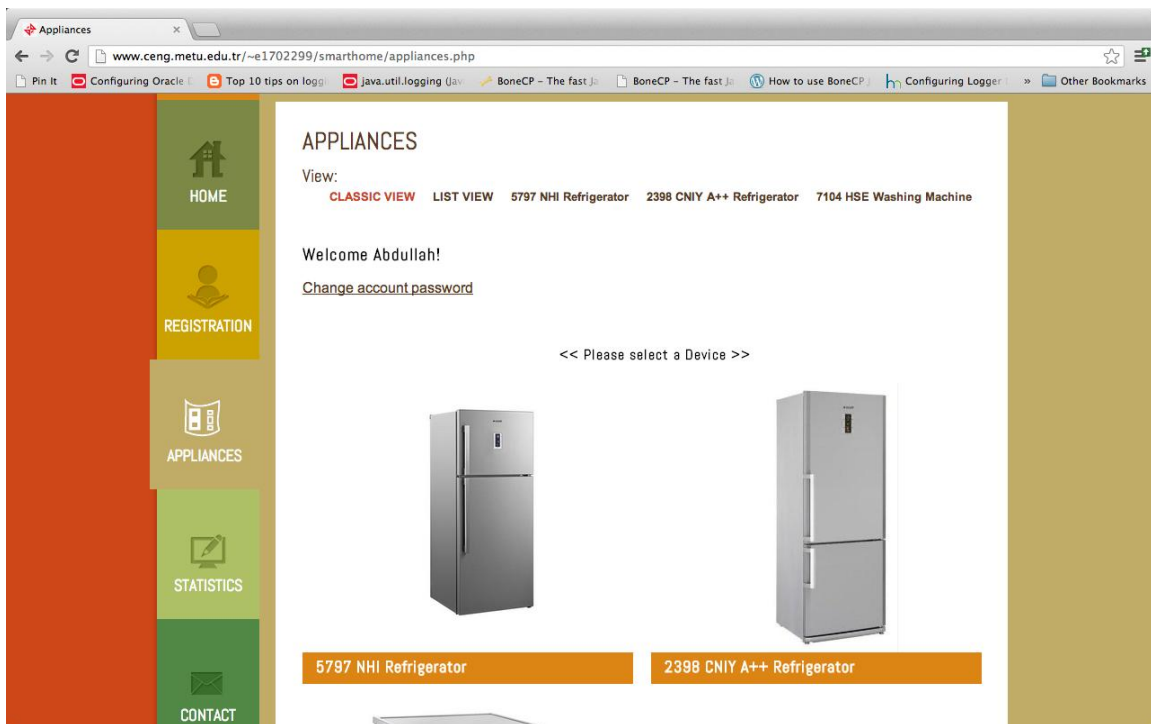 Appliances
www.ceng.metu.edu.tr/~e1702299/smarthome/appliances.php
Pin It Configuring Oracle Top 10 tips on loggi java.util.logging (Jav BoneCP – The fast Ja BoneCP – The fast Ja How to use BoneCP Configuring Logger » Other Bookmarks
HOME
REGISTRATION
APPLIANCES
STATISTICS
CONTACT
APPLIANCES
View:
CLASSIC VIEW LIST VIEW 5797 NHI Refrigerator 2398 CNIY A++ Refrigerator 7104 HSE Washing Machine
Welcome Abdullah!
Change account password
<< Please select a Device >>
5797 NHI Refrigerator 2398 CNIY A++ Refrigerator